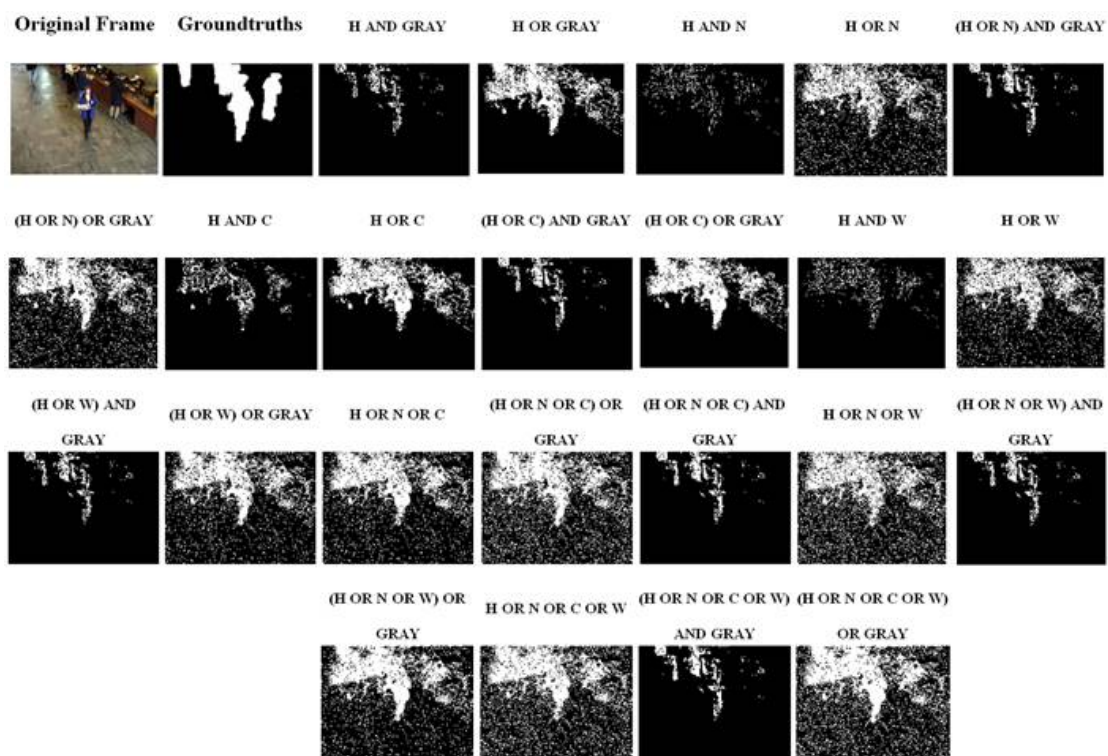 Original Frame
Groundtruths
H AND GRAY
H OR GRAY
H AND N
H OR N
(H OR N) AND GRAY
(H OR N) OR GRAY
H AND C
H OR C
(H OR C) AND GRAY
(H OR C) OR GRAY
H AND W
H OR W
(H OR W) AND
GRAY
(H OR W) OR GRAY
H OR N OR C
(H OR N OR C) OR
GRAY
(H OR N OR C) AND
GRAY
H OR N OR W
(H OR N OR W) AND
GRAY
(H OR N OR W) OR
GRAY
H OR N OR C OR W
(H OR N OR C OR W)
AND GRAY
(H OR N OR C OR W)
OR GRAY